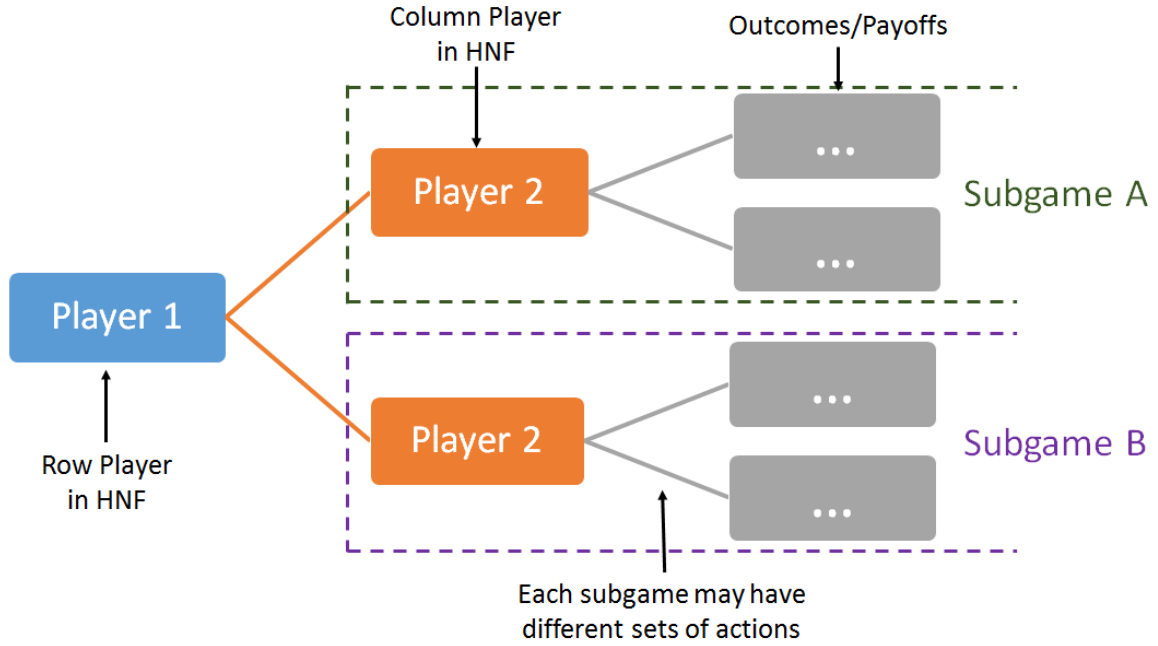 Column Player
in HNF
Outcomes/Payoffs
Player 2
...
Subgame A
...
Player 1
...
Player 2
Subgame B
Row Player
in HNF
...
Each subgame may have
different sets of actions